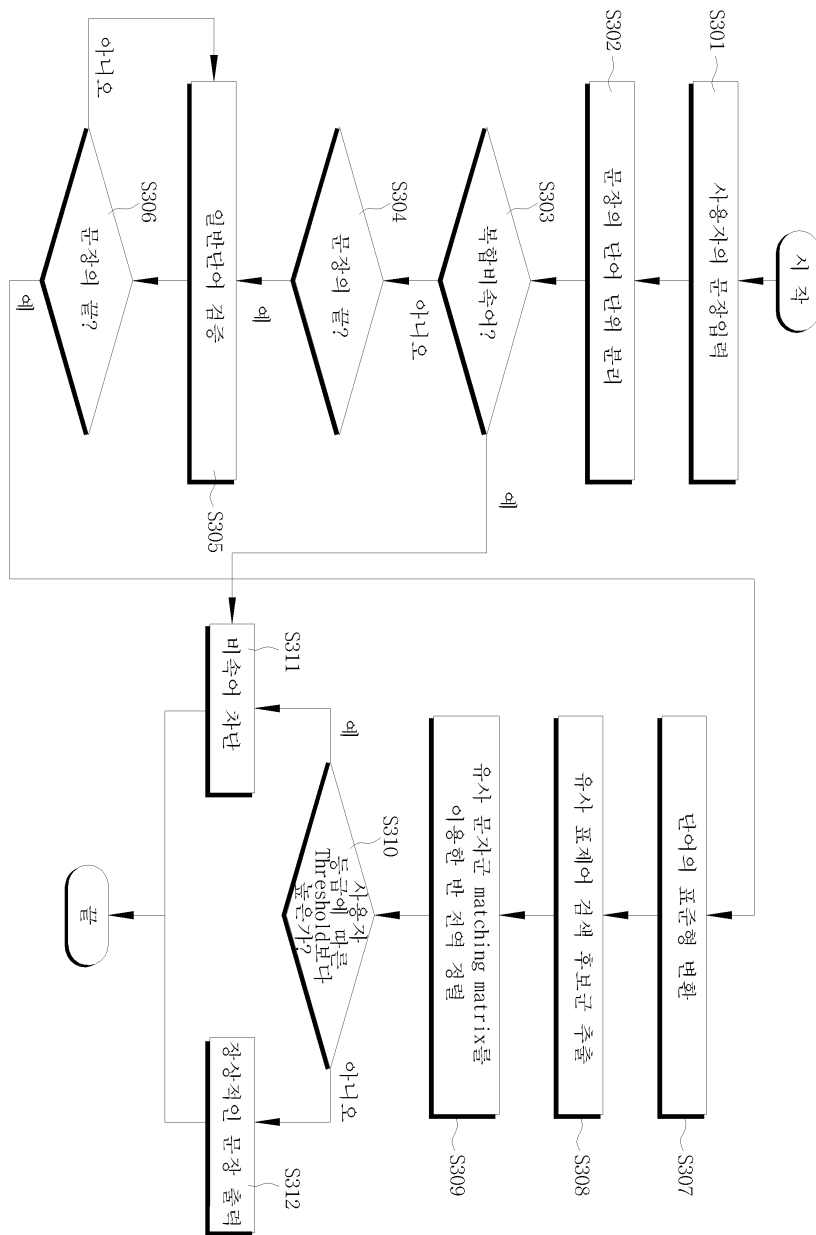 시 작
사용자의 문장입력
S301
문장의 단어 단위 분리
S302
복합비속어?
S303
예
아니오
문장의 끝?
S304
예
일반단어 검증
S305
문장의 끝?
S306
아니오
예
단어의 표준형 변환
S307
유사 표제어 검색 후보군 추출
S308
유사 문자군 matching matrix를
이용한 반 전역 정렬
S309
사용자
등급에 따른
Threshold보다
높은가?
S310
예
아니오
비속어 차단
S311
장상적인 문장 출력
S312
끝